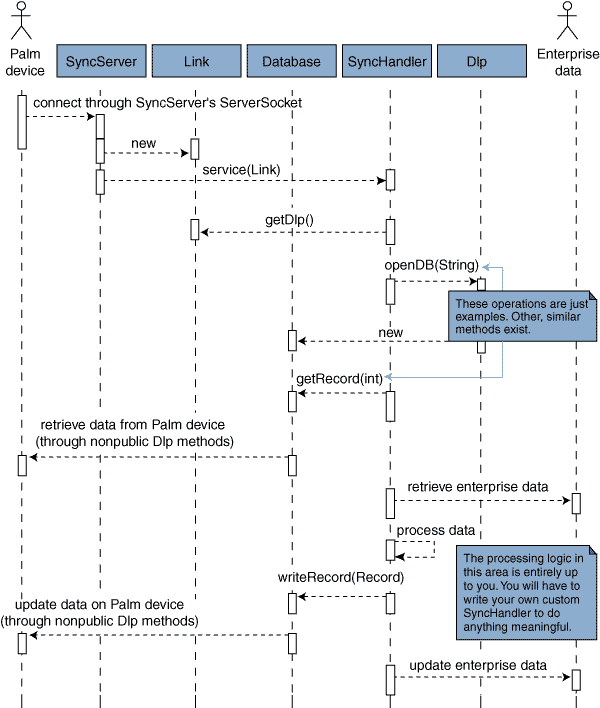 Palm
device
SyncServer
Link
Database
SyncHandler
Dlp
Enterprise
data
connect through SyncServer's ServerSocket
new
service(Link)
getDlp()
openDB(String)
These operations are just
examples. Other, similar
methods exist.
new
getRecord(int)
retrieve data from Palm device
(through nonpublic Dlp methods)
retrieve enterprise data
process data
The processing logic in
this area is entirely up
to you. You will have to
write your own custom
SyncHandler to do
anything meaningful.
writeRecord(Record)
update data on Palm device
(through nonpublic Dlp methods)
update enterprise data